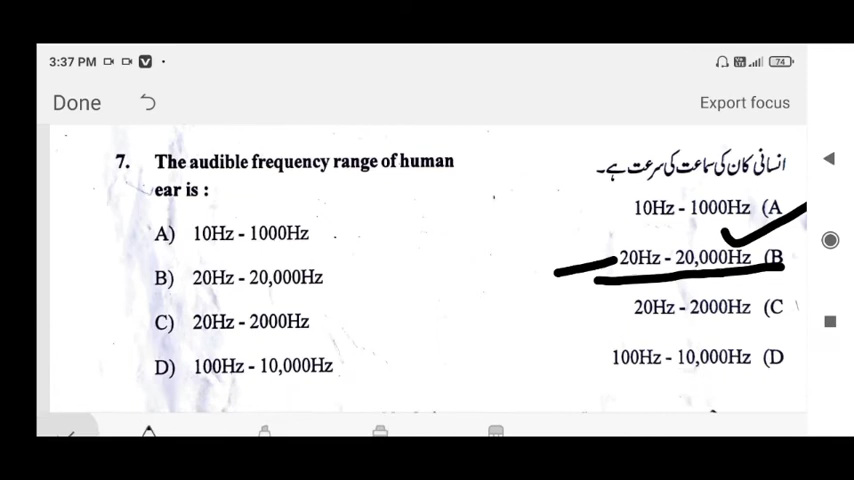 3:37 PM
74
Done
Export focus
7. The audible frequency range of human
ear is :
A) 10Hz - 1000Hz
B) 20Hz - 20,000Hz
C) 20Hz - 2000Hz
D) 100Hz - 10,000Hz
انسانی کان کی سماعت کی سرعت ہے۔
10Hz - 1000Hz (A
20Hz - 20,000Hz (B
20Hz - 2000Hz (C
100Hz - 10,000Hz (D